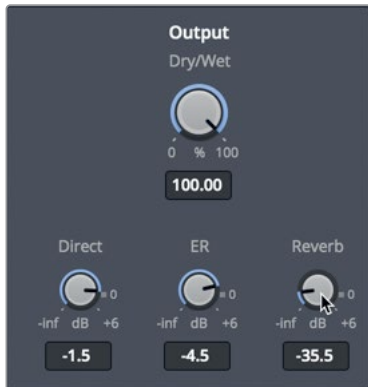 Output
Dry/Wet
0 % 100
100.00
Direct ER Reverb
0 0 0
-inf dB +6 -inf dB +6 -inf dB +6
-1.5 -4.5 -35.5